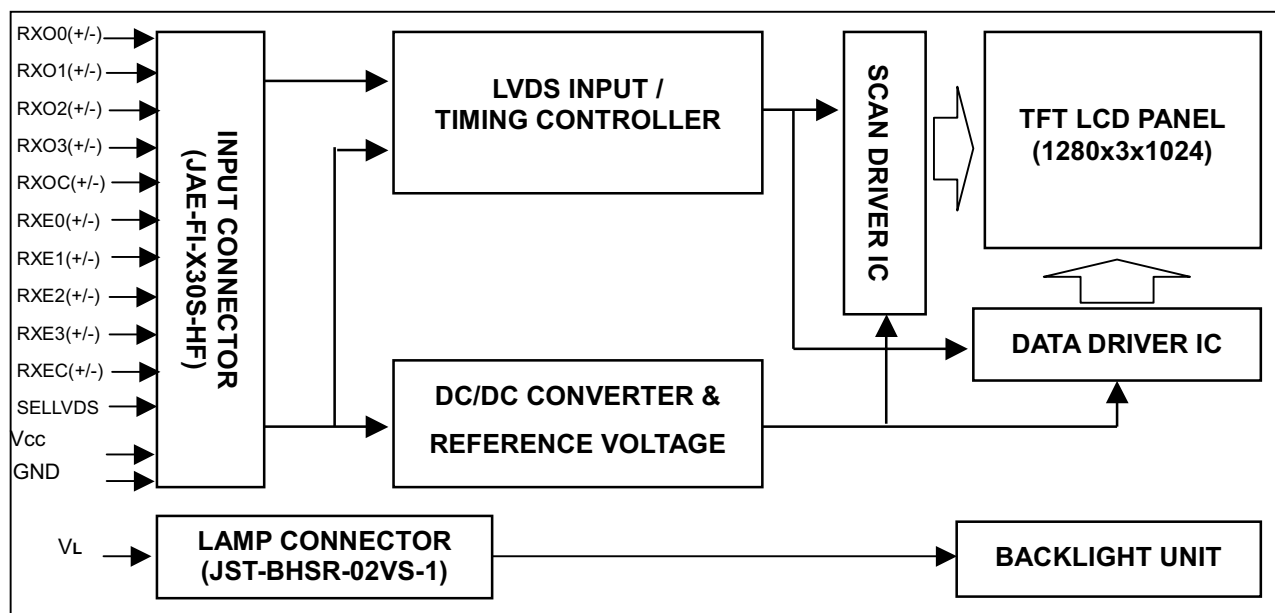 RXO0(+/-)
RXO1(+/-)
RXO2(+/-)
RXO3(+/-)
RXOC(+/-)
RXE0(+/-)
RXE1(+/-)
RXE2(+/-)
RXE3(+/-)
RXEC(+/-)
SELLVDS
Vcc
GND
VL
INPUT CONNECTOR
(JAE-FI-X30S-HF)
LVDS INPUT /
TIMING CONTROLLER
DC/DC CONVERTER &
REFERENCE VOLTAGE
SCAN DRIVER IC
TFT LCD PANEL
(1280x3x1024)
DATA DRIVER IC
LAMP CONNECTOR
(JST-BHSR-02VS-1)
BACKLIGHT UNIT